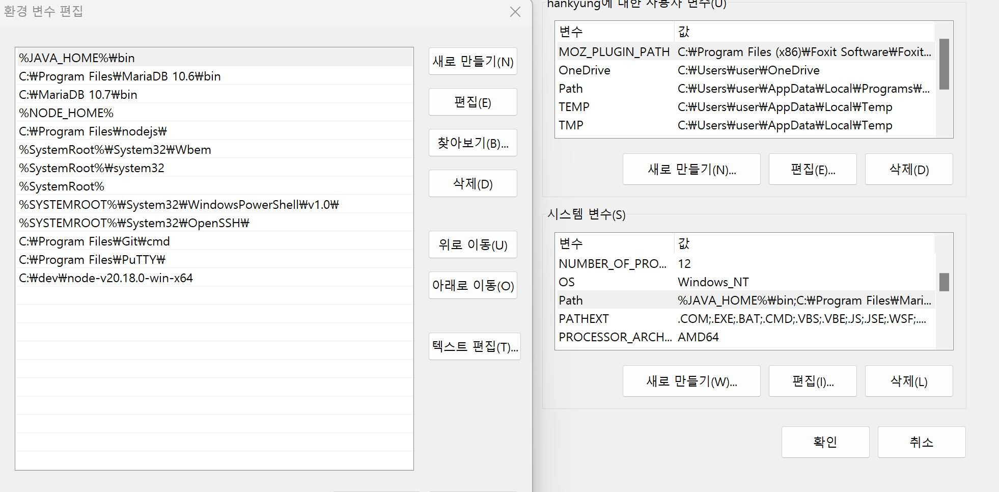 환경 변수 편집
%JAVA_HOME%₩bin
C:₩Program Files₩MariaDB 10.6₩bin
C:₩MariaDB 10.7₩bin
%NODE_HOME%
C:₩Program Files₩nodejs₩
%SystemRoot%₩System32₩Wbem
%SystemRoot%₩system32
%SystemRoot%
%SYSTEMROOT%₩System32₩WindowsPowerShell₩v1.0₩
%SYSTEMROOT%₩System32₩OpenSSH₩
C:₩Program Files₩Git₩cmd
C:₩Program Files₩PuTTY₩
C:₩dev₩node-v20.18.0-win-x64
새로 만들기(N)
편집(E)
찾아보기(B)...
삭제(D)
위로 이동(U)
아래로 이동(O)
텍스트 편집(T)...
hankyung에 대한 사용자 변수(U)
변수 값
MOZ_PLUGIN_PATH C:₩Program Files (x86)₩Foxit Software₩Foxit...
OneDrive C:₩Users₩user₩OneDrive
Path C:₩Users₩user₩AppData₩Local₩Programs₩...
TEMP C:₩Users₩user₩AppData₩Local₩Temp
TMP C:₩Users₩user₩AppData₩Local₩Temp
새로 만들기(N)... 편집(E)... 삭제(D)
시스템 변수(S)
변수 값
NUMBER_OF_PRO... 12
OS Windows_NT
Path %JAVA_HOME%₩bin;C:₩Program Files₩Mari...
PATHEXT .COM;.EXE;.BAT;.CMD;.VBS;.VBE;.JS;.JSE;.WSF;....
PROCESSOR_ARCH... AMD64
새로 만들기(W)... 편집(I)... 삭제(L)
확인 취소